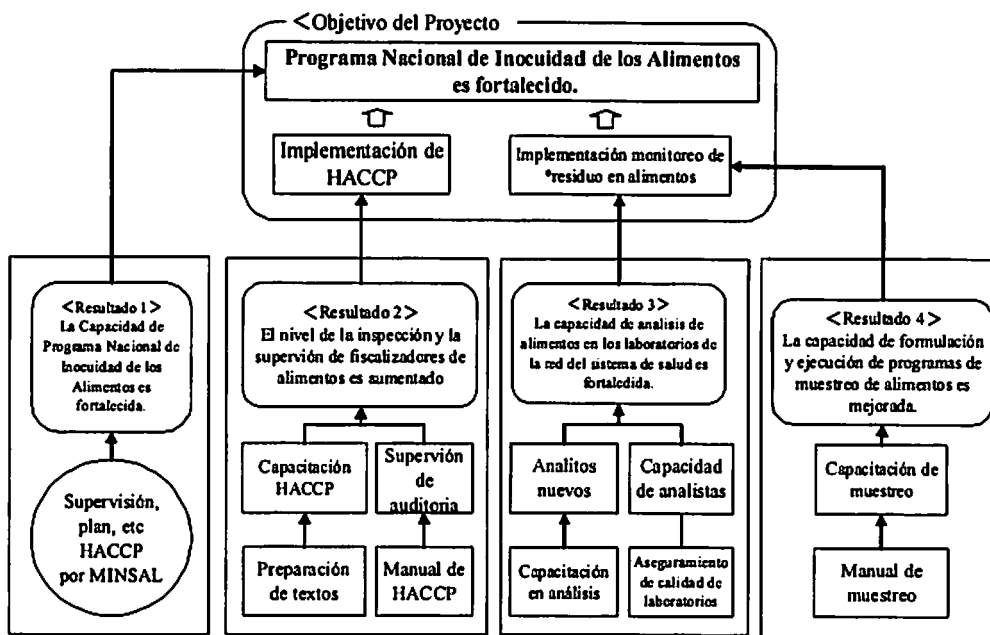 <Objetivo del Proyecto
Programa Nacional de Inocuidad de los Alimentos
es fortalecido.
Implementación de
HACCP
Implementación monitoreo de
*residuo en alimentos
<Resultado 1>
La Capacidad de
Programa Nacional de
Inocuidad de los
Alimentos es
fortalecida.
Supervisión,
plan, etc
HACCP
por MINSAL
<Resultado 2>
El nivel de la inspección y la
supervión de fiscalizadores de
alimentos es aumentado
Capacitación
HACCP
Supervión
de
auditoria
Preparación
de textos
Manual de
HACCP
<Resultado 3>
La capacidad de analisis de
alimentos en los laboratorios de
la red del sistema de salud es
fortaledida.
Analitos
nuevos
Capacidad
de analistas
Capacitación
en análisis
Aseguramiento
de calidad de
laboratorios
<Resultado 4>
La capacidad de formulación
y ejecución de programas de
muestreo de alimentos es
mejorada.
Capacitación de
muestreo
Manual de
muestreo